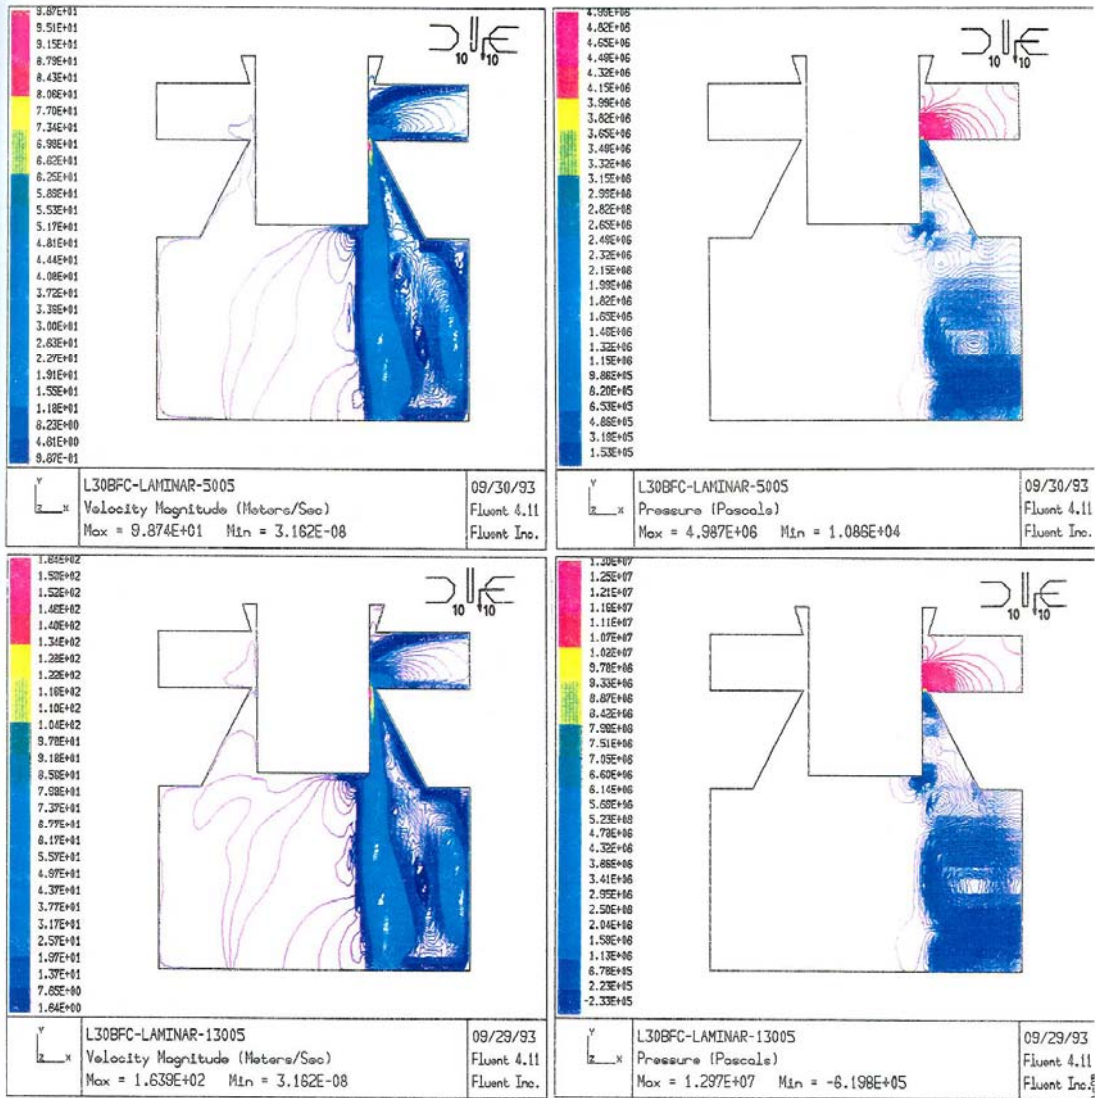 9.87E+01
9.51E+01
9.15E+01
8.79E+01
8.43E+01
8.06E+01
7.70E+01
7.34E+01
6.98E+01
6.62E+01
6.25E+01
5.89E+01
5.53E+01
5.17E+01
4.81E+01
4.44E+01
4.08E+01
3.72E+01
3.36E+01
3.00E+01
2.63E+01
2.27E+01
1.91E+01
1.55E+01
1.18E+01
8.23E+00
4.61E+00
9.87E-01
10 10
Y
Z X
L30BFC-LAMINAR-5005
Velocity Magnitude (Meters/Sec)
Max = 9.874E+01 Min = 3.162E-08
09/30/93
Fluent 4.11
Fluent Inc.
4.99E+06
4.82E+06
4.65E+06
4.49E+06
4.32E+06
4.15E+06
3.99E+06
3.82E+06
3.65E+06
3.49E+06
3.32E+06
3.15E+06
2.99E+06
2.82E+06
2.65E+06
2.49E+06
2.32E+06
2.15E+06
1.99E+06
1.82E+06
1.65E+06
1.49E+06
1.32E+06
1.15E+06
9.86E+05
8.20E+05
6.53E+05
4.86E+05
3.19E+05
1.53E+05
10 10
Y
Z X
L30BFC-LAMINAR-5005
Pressure (Pascals)
Max = 4.987E+06 Min = 1.086E+04
09/30/93
Fluent 4.11
Fluent Inc.
1.64E+02
1.58E+02
1.52E+02
1.46E+02
1.40E+02
1.34E+02
1.28E+02
1.22E+02
1.16E+02
1.10E+02
1.04E+02
9.78E+01
9.18E+01
8.58E+01
7.98E+01
7.37E+01
6.77E+01
6.17E+01
5.57E+01
4.97E+01
4.37E+01
3.77E+01
3.17E+01
2.57E+01
1.97E+01
1.37E+01
7.65E+00
1.64E+00
10 10
Y
Z X
L30BFC-LAMINAR-13005
Velocity Magnitude (Meters/Sec)
Max = 1.639E+02 Min = 3.162E-08
09/29/93
Fluent 4.11
Fluent Inc.
1.30E+07
1.25E+07
1.21E+07
1.16E+07
1.11E+07
1.07E+07
1.02E+07
9.78E+06
9.33E+06
8.87E+06
8.42E+06
7.96E+06
7.51E+06
7.05E+06
6.60E+06
6.14E+06
5.68E+06
5.23E+06
4.78E+06
4.32E+06
3.86E+06
3.41E+06
2.95E+06
2.50E+06
2.04E+06
1.59E+06
1.13E+06
6.78E+05
2.23E+05
-2.33E+05
10 10
Y
Z X
L30BFC-LAMINAR-13005
Pressure (Pascals)
Max = 1.297E+07 Min = -6.198E+05
09/29/93
Fluent 4.11
Fluent Inc.